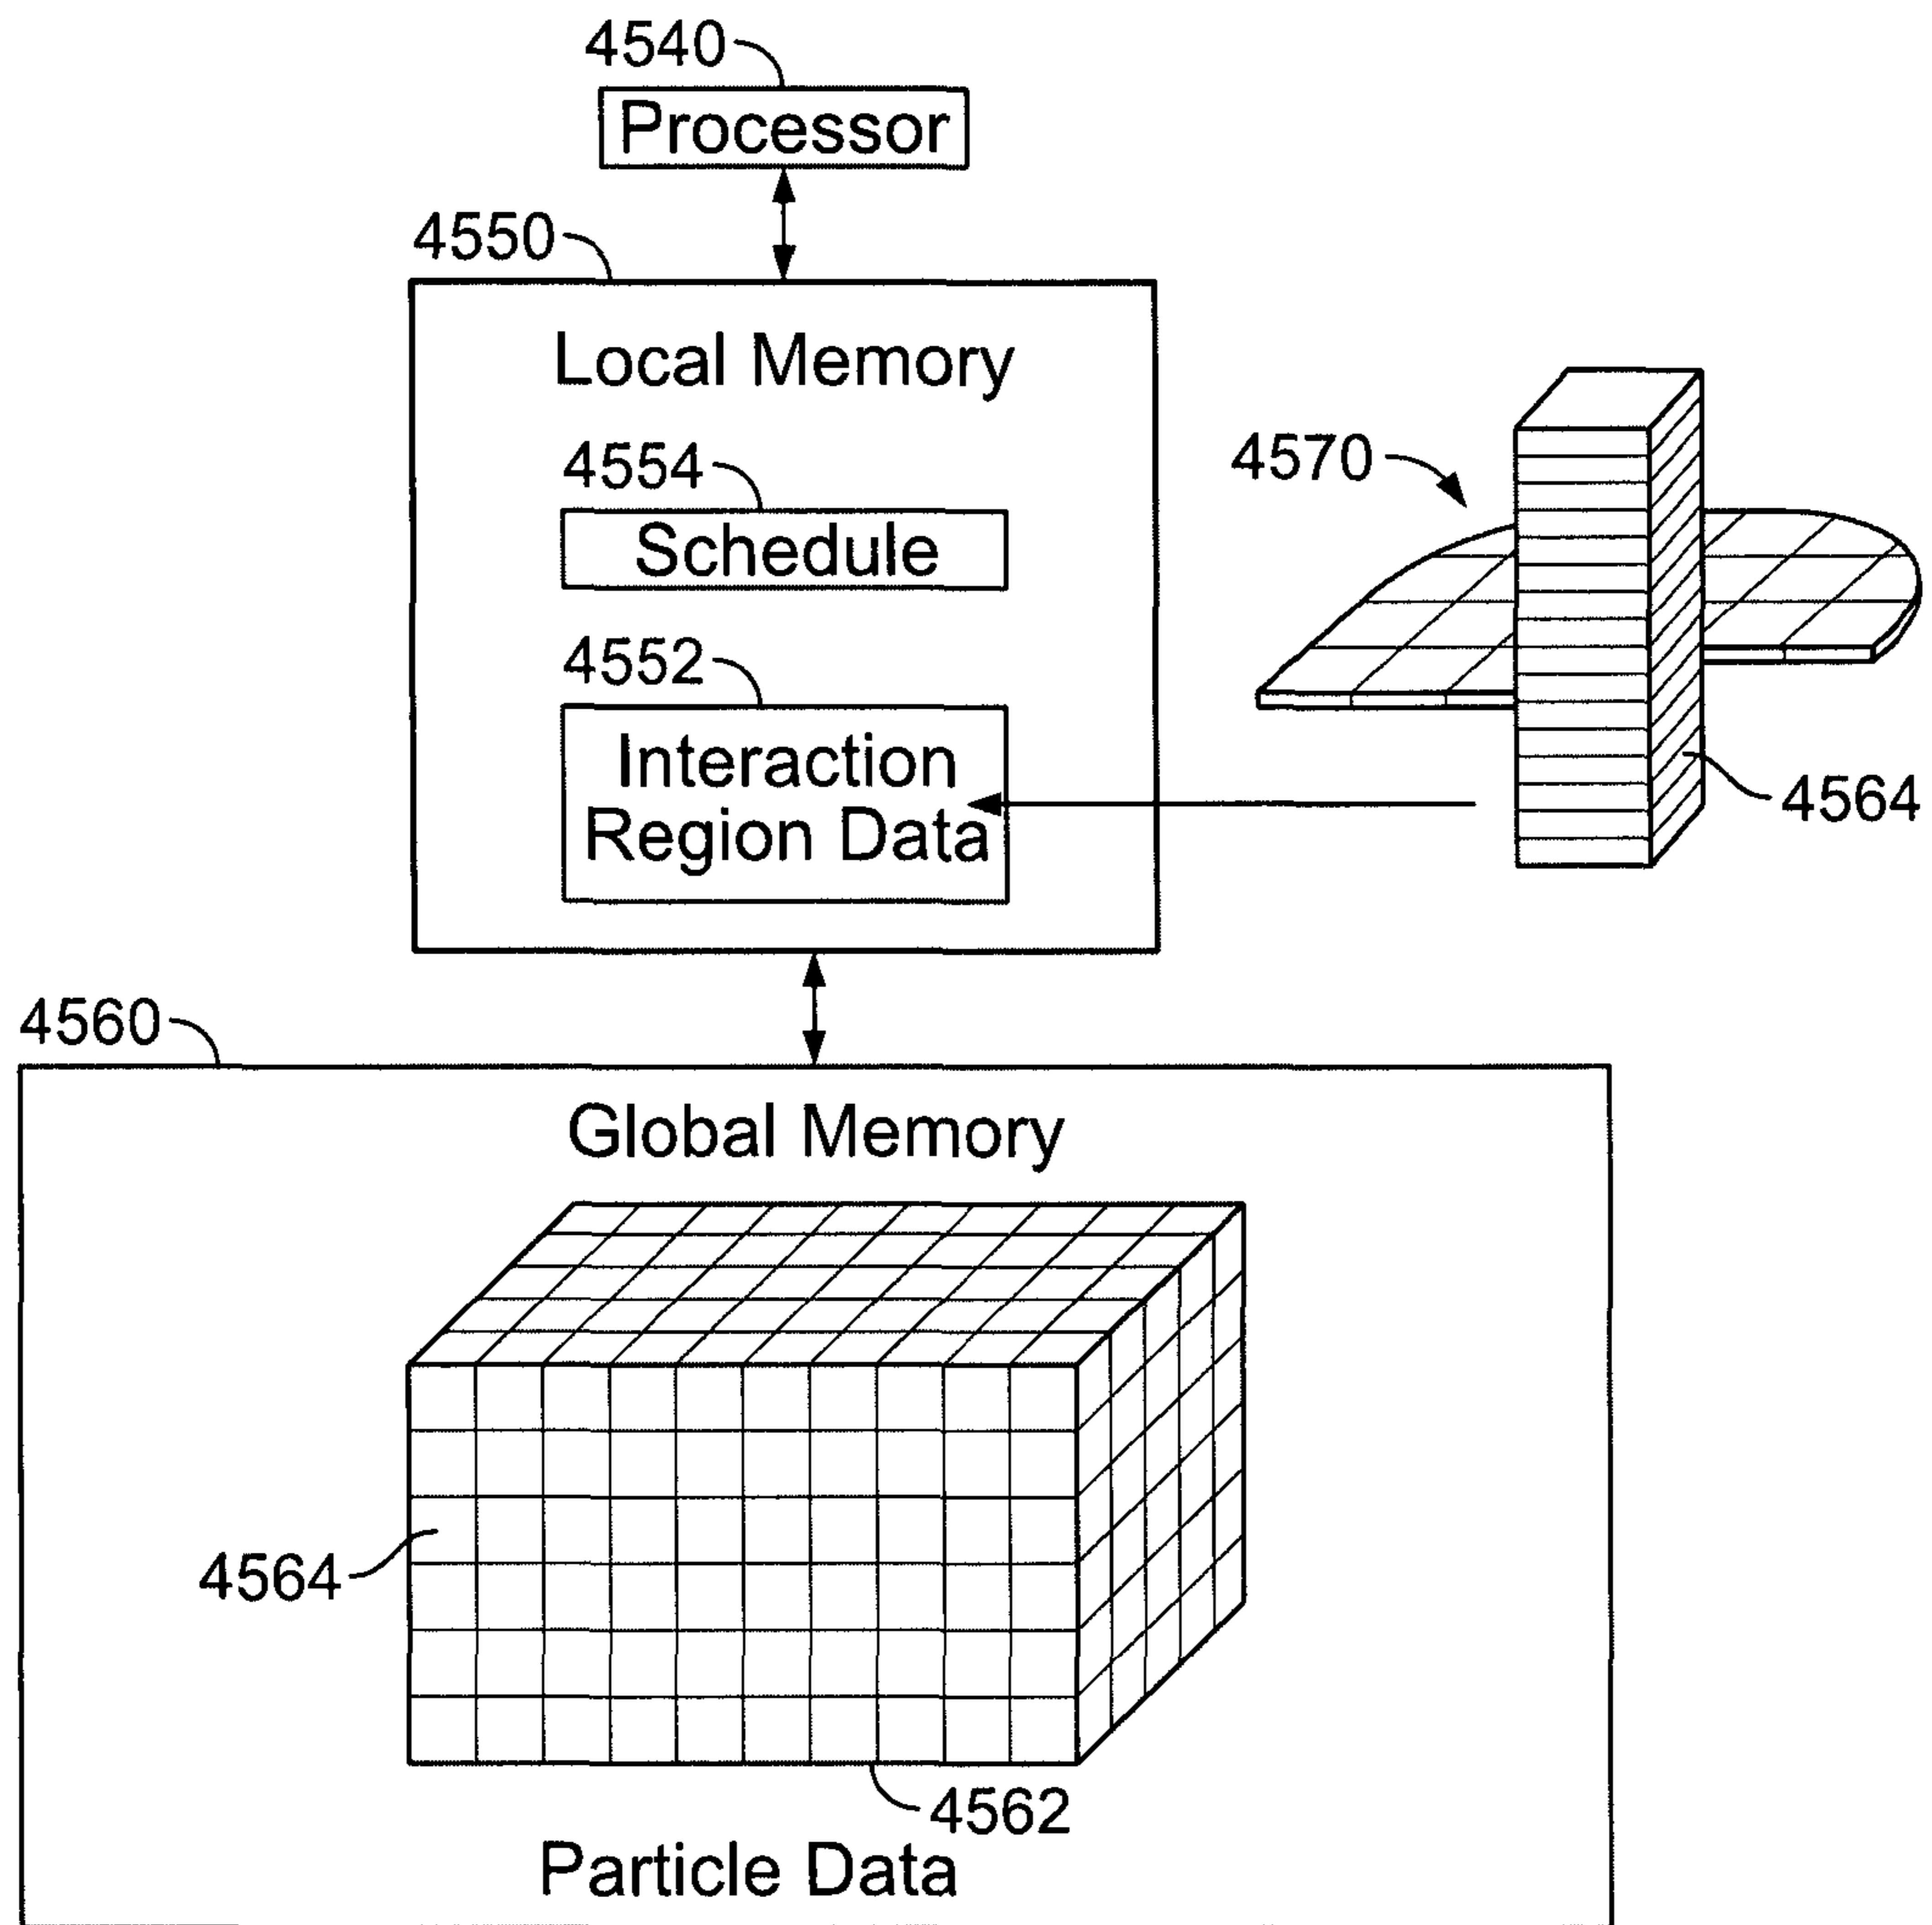 4540
Processor
4550
Local Memory
4554
Schedule
4570
4552
Interaction
Region Data
4564
4560
Global Memory
4564
4562
Particle Data